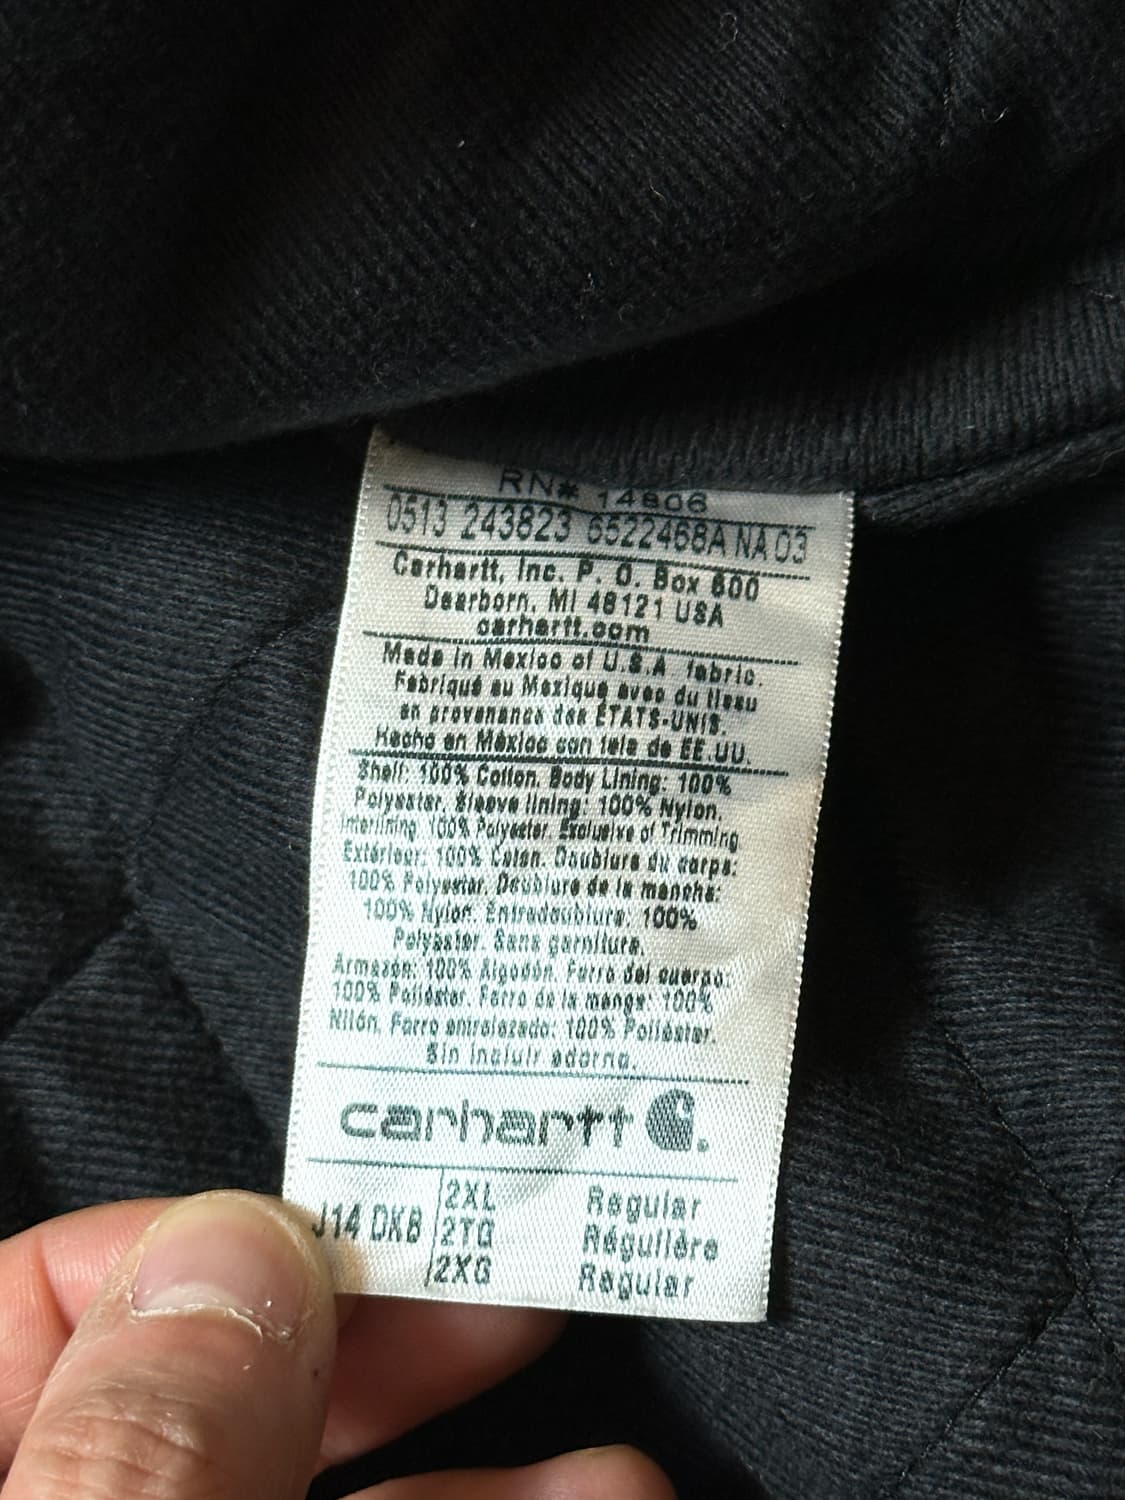 RN# 14806
0513 243823 6522468A NA 03
Carhartt, Inc. P. O. Box 600
Dearborn, MI 48121 USA
carhartt.com
Made in Mexico of U.S.A fabric.
Fabriqué au Mexique avec du tissu
en provenance des ÉTATS-UNIS.
Hecho en México con tela de EE.UU.
Shell: 100% Cotton. Body Lining: 100%
Polyester. Sleeve lining: 100% Nylon.
Interlining 100% Polyester. Exclusive of Trimming
Extérieur: 100% Coton. Doublure du corps:
100% Polyester. Doublure de la manche:
100% Nylon. Entredoublure: 100%
Polyester. Sans garniture.
Armazon: 100% Algodón. Forro del cuerpo:
100% Poliéster. Forro de la manga: 100%
Nilón. Forro entrelazado: 100% Poliéster.
Sin incluir adorno.
carhartt
J14 DKB
2XL Regular
2TG Régulière
2XG Regular